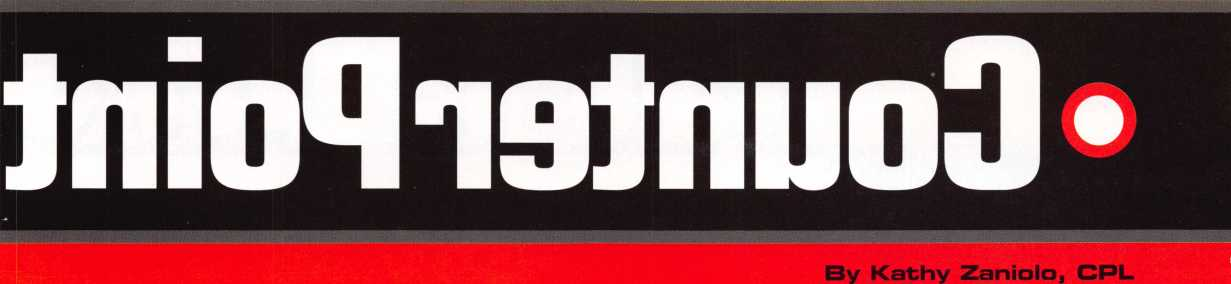 CounterPoint
By Kathy Zaniolo, CPL